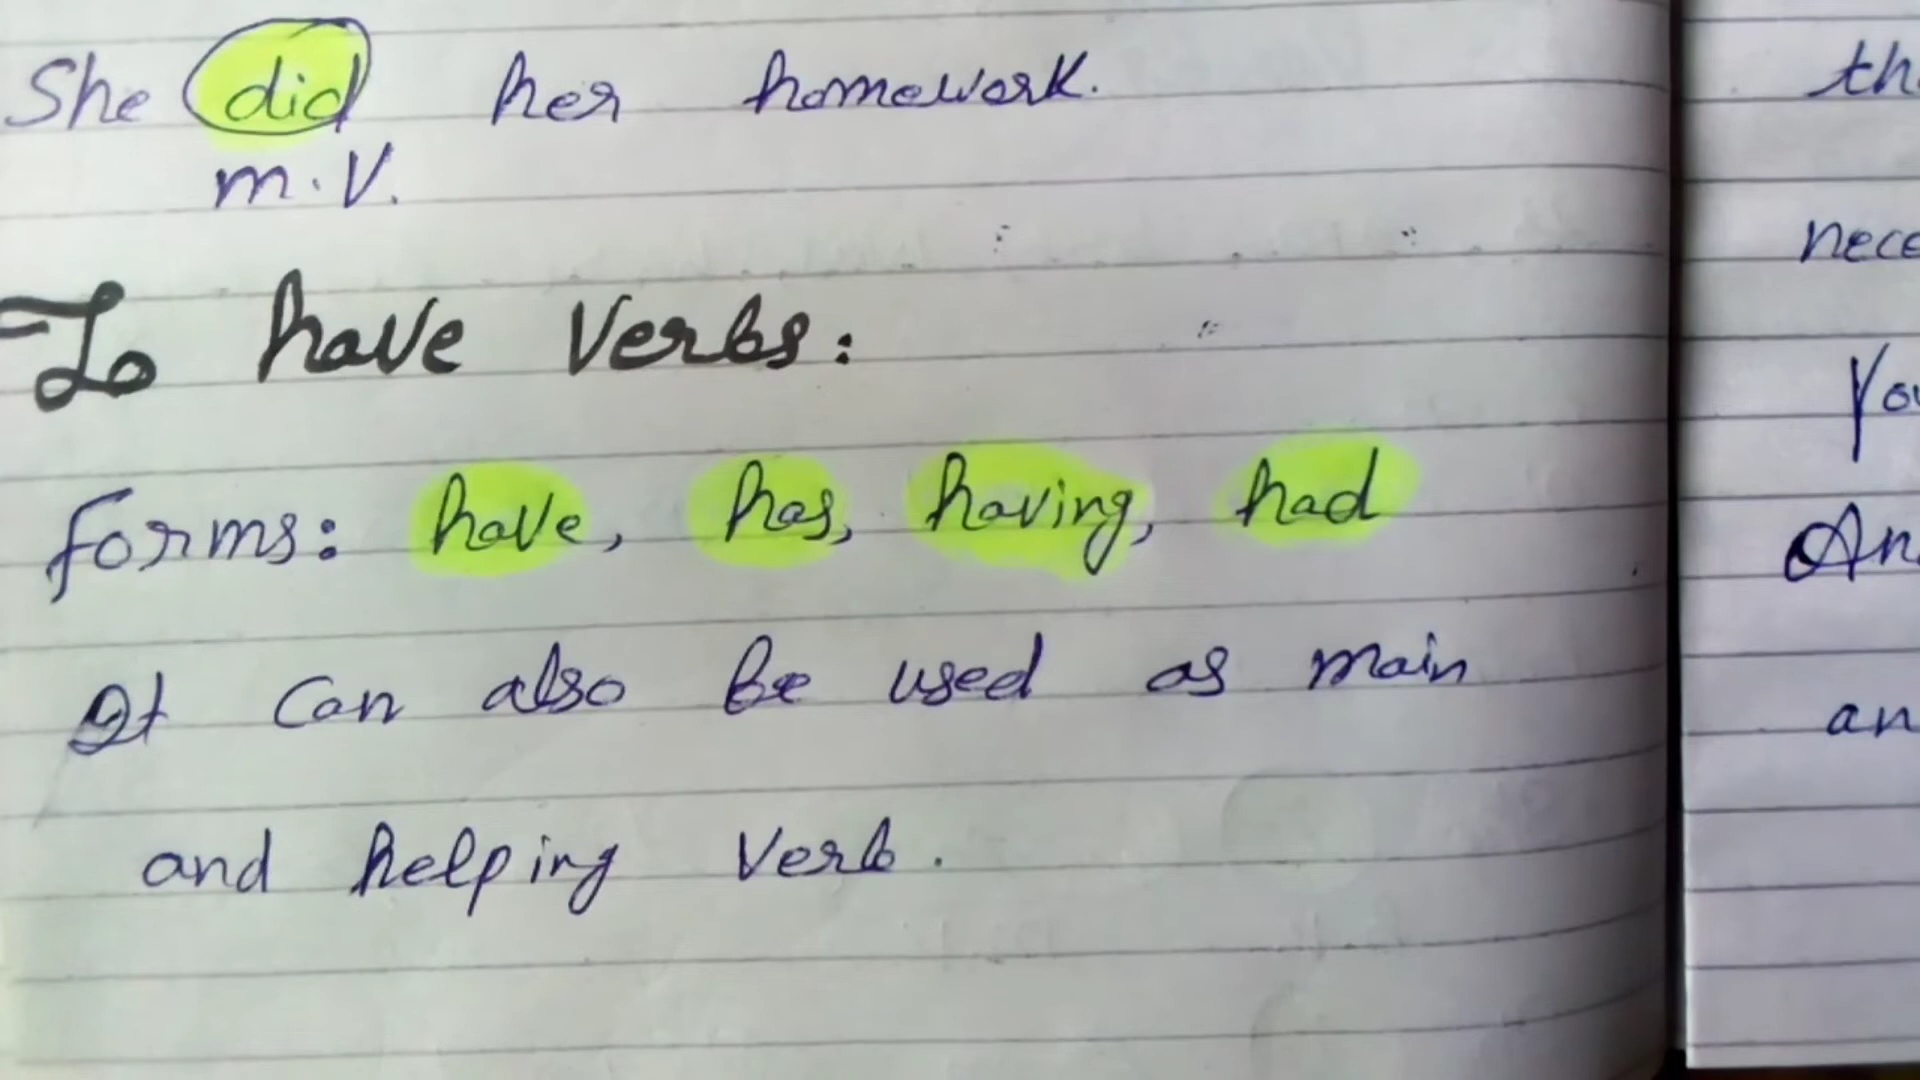 She did her homework.
m.V.
To have Verbs:
forms: have, has, having, had
It can also be used as main
and helping Verb.
an